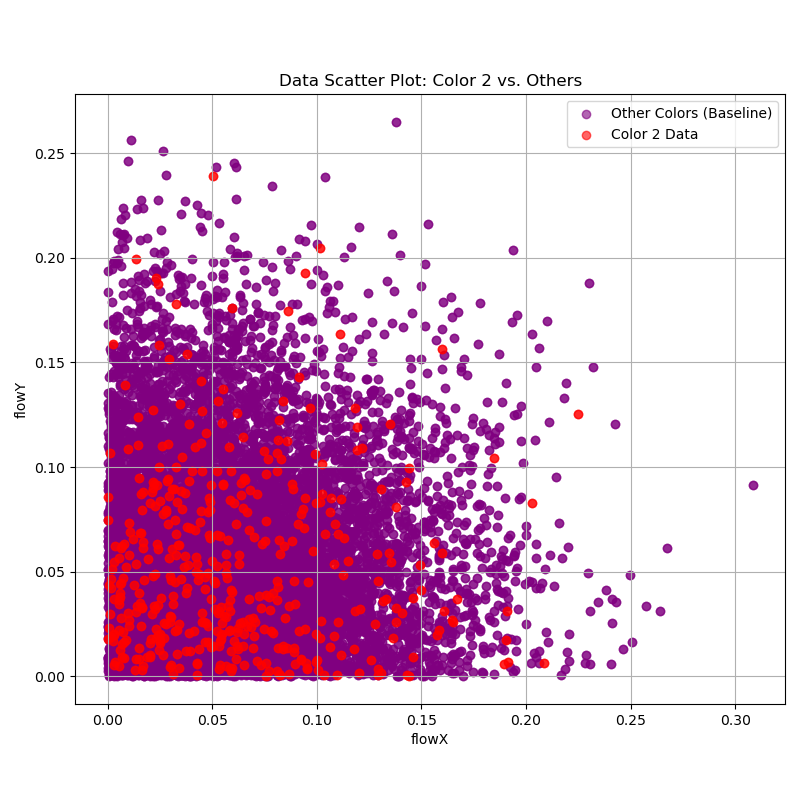 Data Scatter Plot: Color 2 vs. Others
Other Colors (Baseline)
Color 2 Data
flowY
0.25
0.20
0.15
0.10
0.05
0.00
0.00 0.05 0.10 0.15 0.20 0.25 0.30
flowX